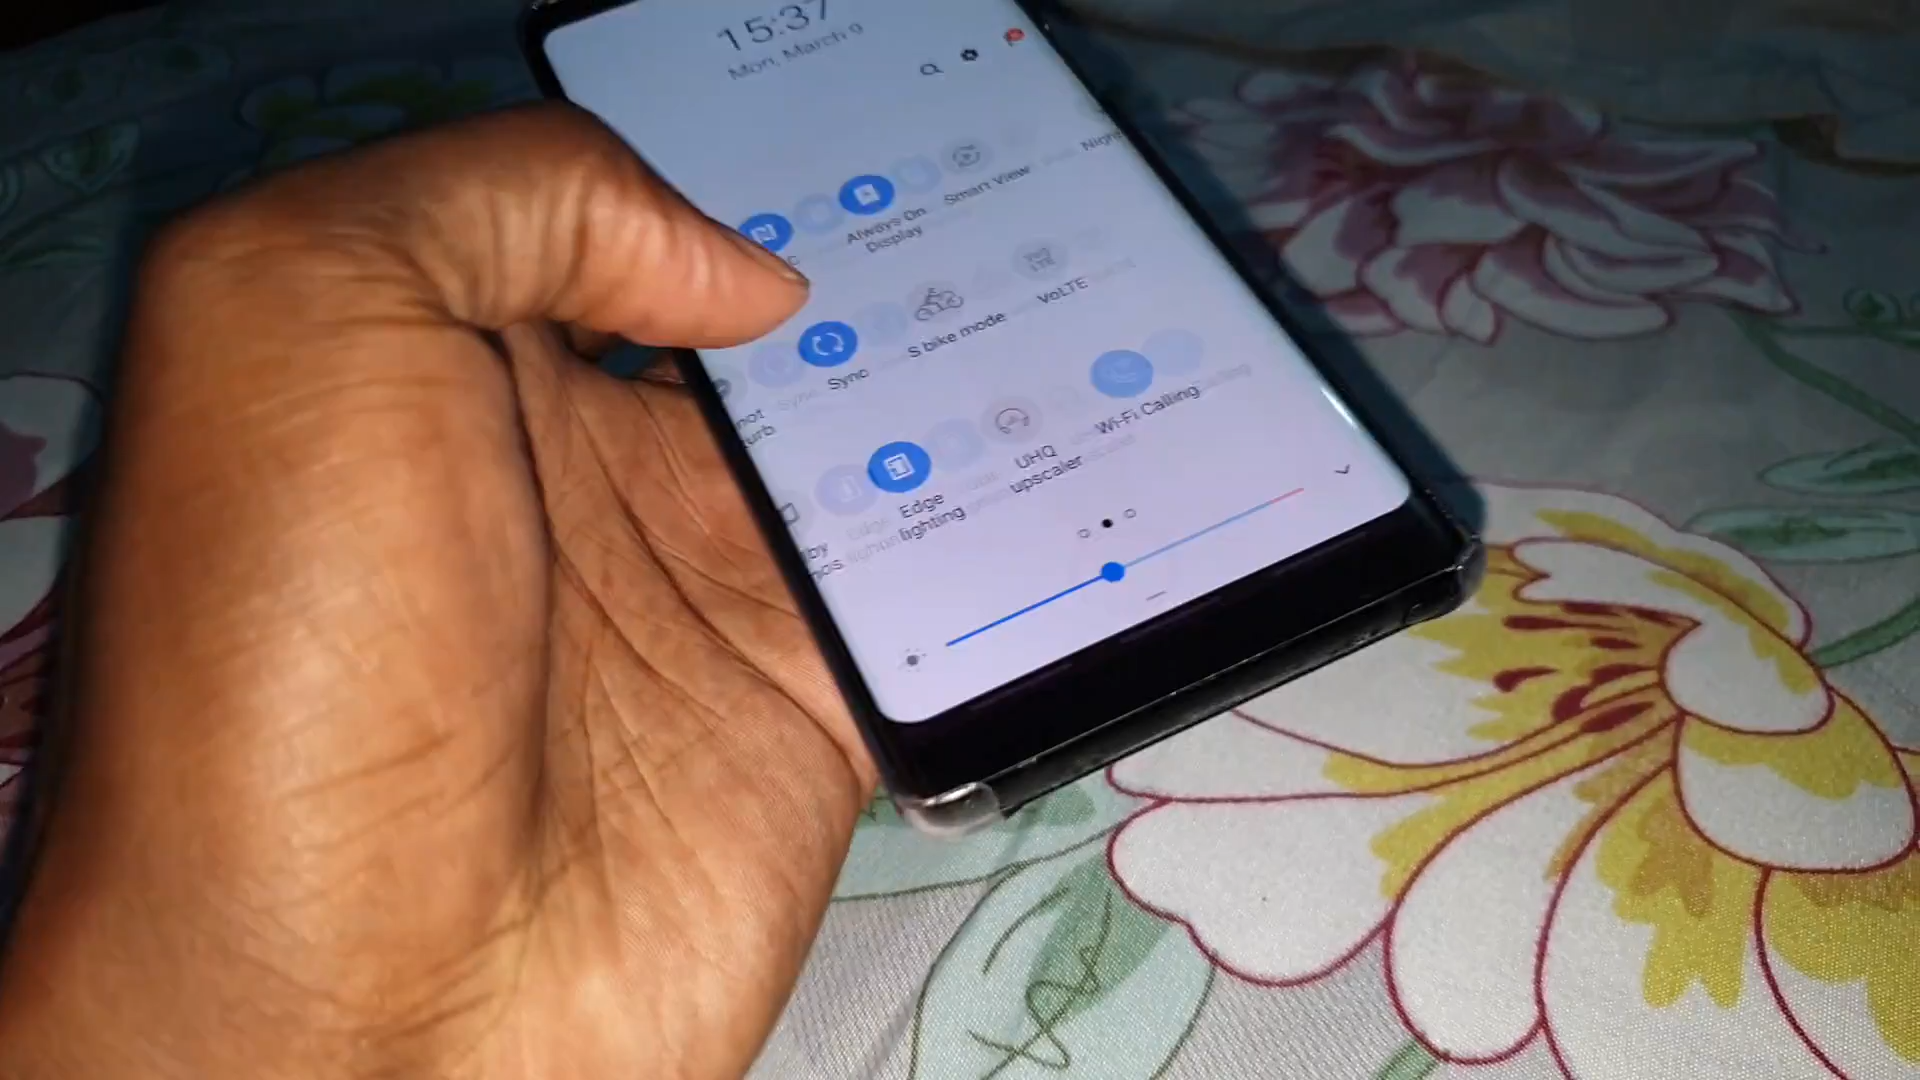 15:37
Mon, March 9
Always On
Display
Smart View
Sync
S bike mode
VoLTE
Edge
lighting
UHQ
upscaler
Wi-Fi Calling